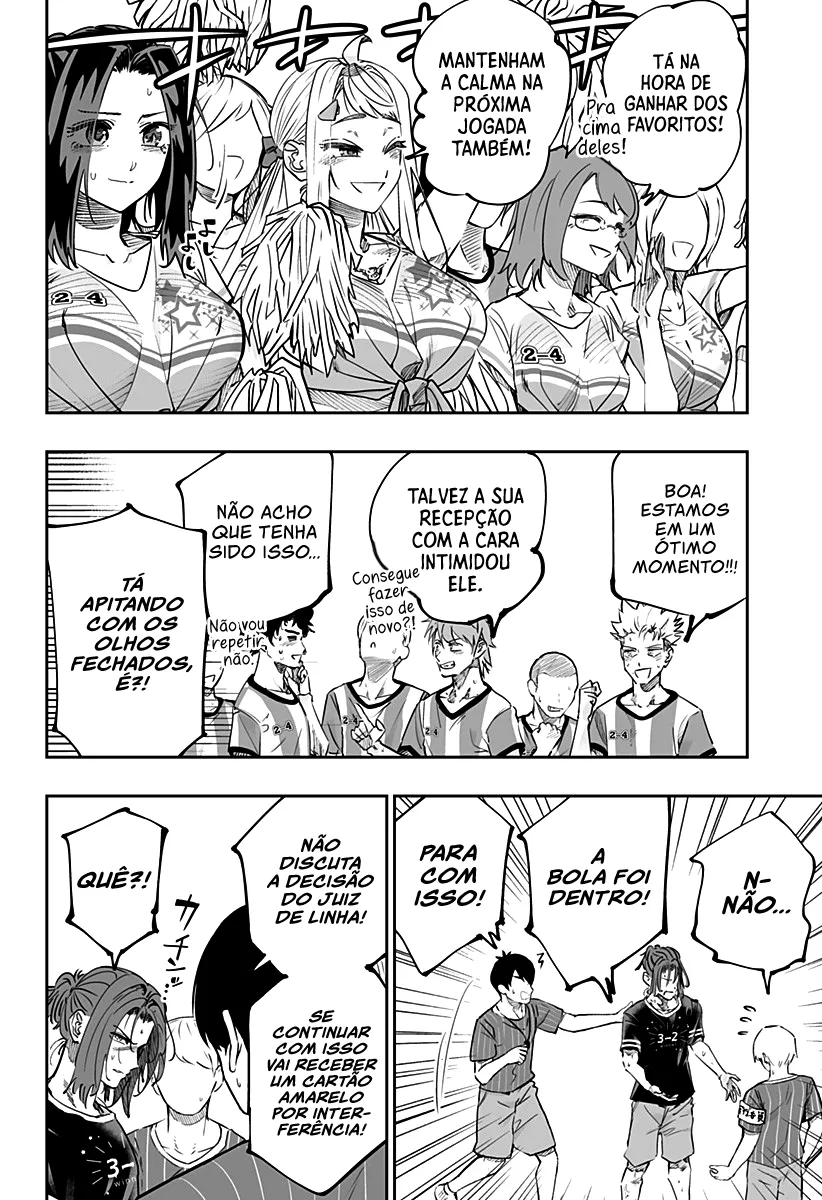 TÁ NA
HORA DE
GANHAR DOS
FAVORITOS!
Pra
cima
deles!
MANTENHAM
A CALMA NA
PRÓXIMA
JOGADA
TAMBÉM!
2-4
2-4
BOA!
ESTAMOS
EM UM
ÓTIMO
MOMENTO!!!
TALVEZ A SUA
RECEPÇÃO
COM A CARA
INTIMIDOU
ELE.
Consegue
fazer
isso de
novo?!
NÃO ACHO
QUE TENHA
SIDO ISSO...
Não vou
repetir
não!
TÁ
APITANDO
COM OS
OLHOS
FECHADOS,
É?!
2-4
2-4
2-4
N-
NÃO...
A
BOLA FOI
DENTRO!
PARA
COM
ISSO!
3-2
NÃO
DISCUTA
A DECISÃO
DO JUIZ
DE LINHA!
SE
CONTINUAR
COM ISSO
VAI RECEBER
UM CARTÃO
AMARELO
POR INTER-
FERÊNCIA!
QUÊ?!
カチンッ
3-